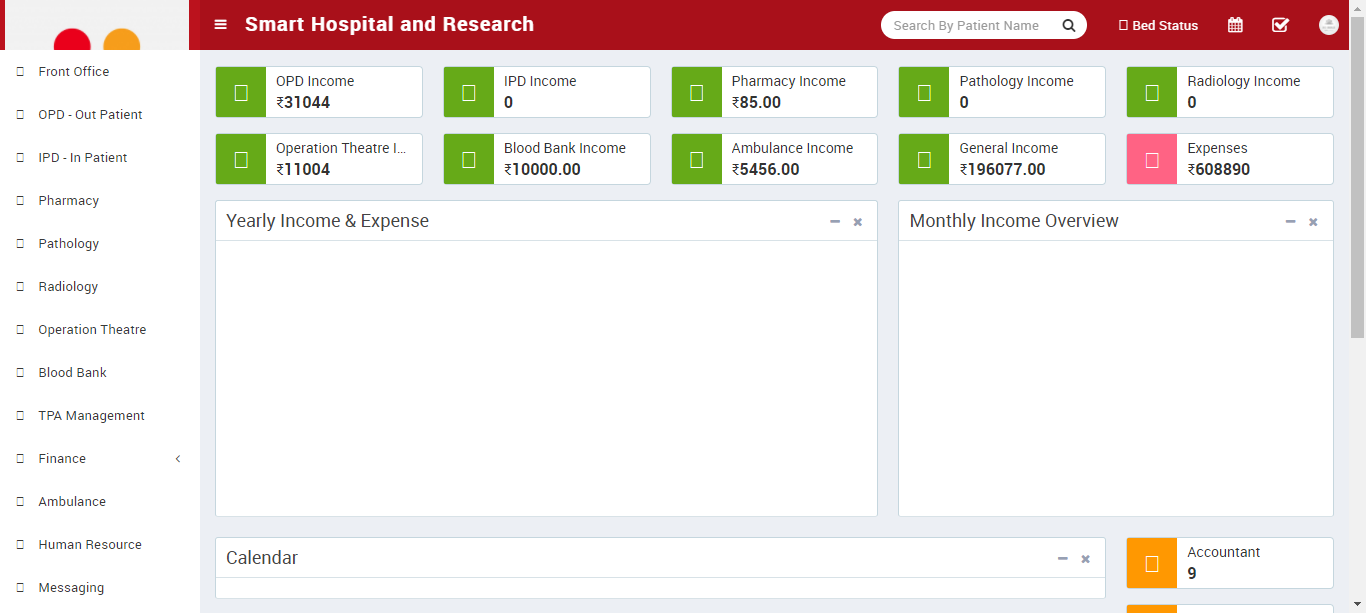 Smart Hospital and Research
Search By Patient Name
Bed Status
Front Office
OPD - Out Patient
IPD - In Patient
Pharmacy
Pathology
Radiology
Operation Theatre
Blood Bank
TPA Management
Finance
Ambulance
Human Resource
Messaging
OPD Income
₹31044
IPD Income
0
Pharmacy Income
₹85.00
Pathology Income
0
Radiology Income
0
Operation Theatre I...
₹11004
Blood Bank Income
₹10000.00
Ambulance Income
₹5456.00
General Income
₹196077.00
Expenses
₹608890
Yearly Income & Expense
Monthly Income Overview
Calendar
Accountant
9